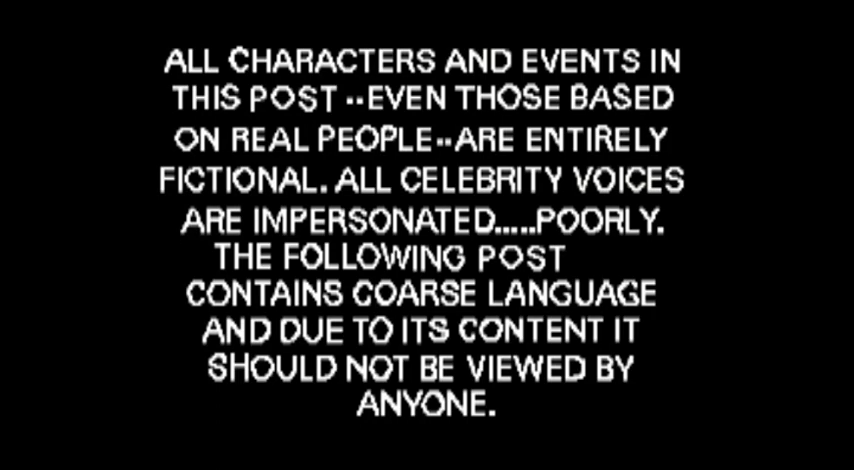 ALL CHARACTERS AND EVENTS IN
THIS POST --EVEN THOSE BASED
ON REAL PEOPLE--ARE ENTIRELY
FICTIONAL. ALL CELEBRITY VOICES
ARE IMPERSONATED.....POORLY.
THE FOLLOWING POST
CONTAINS COARSE LANGUAGE
AND DUE TO ITS CONTENT IT
SHOULD NOT BE VIEWED BY
ANYONE.